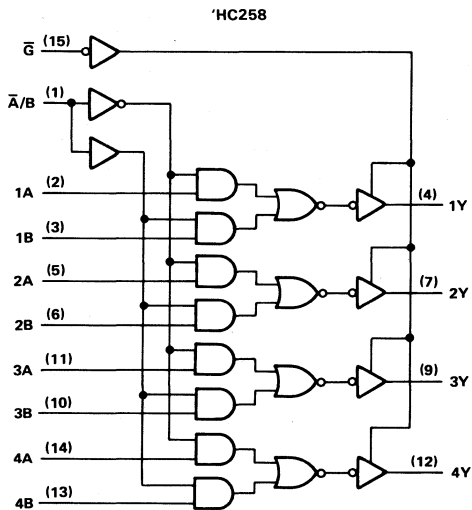 'HC258
G̅ (15)
A̅/B (1)
1A (2)
(4) 1Y
1B (3)
2A (5)
(7) 2Y
2B (6)
3A (11)
(9) 3Y
3B (10)
4A (14)
(12) 4Y
4B (13)